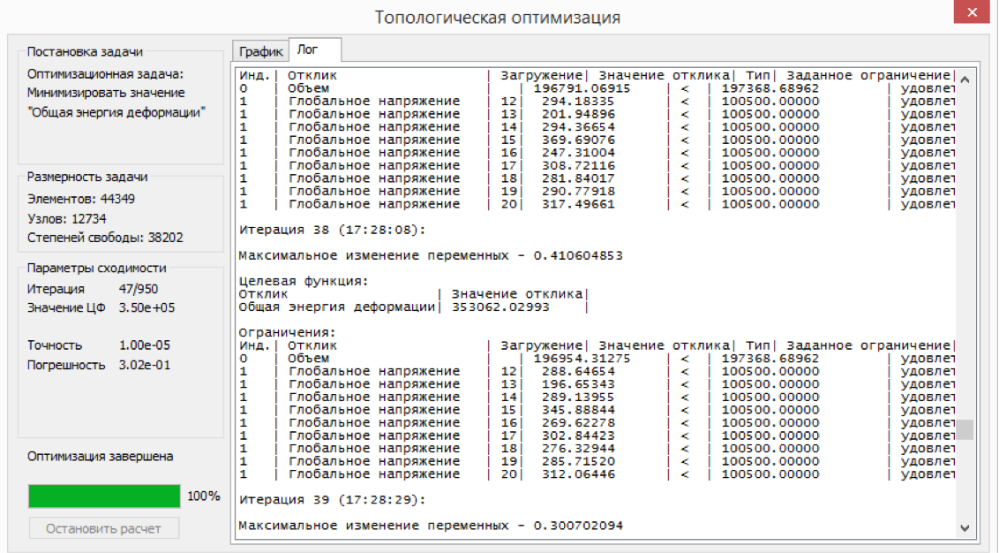 Топологическая оптимизация
Постановка задачи
Оптимизационная задача:
Минимизировать значение
"Общая энергия деформации"
Размерность задачи
Элементов: 44349
Узлов: 12734
Степеней свободы: 38202
Параметры сходимости
Итерация 47/950
Значение ЦФ 3.50e+05
Точность 1.00e-05
Погрешность 3.02e-01
Оптимизация завершена
100%
Остановить расчет
График Лог
Инд.| Отклик | Загружение| Значение отклика| Тип| Заданное ограничение|
0 | Объем | | 196791.06915 | < | 197368.68962 | удовлет
1 | Глобальное напряжение | 12| 294.18335 | < | 100500.00000 | удовлет
1 | Глобальное напряжение | 13| 201.94896 | < | 100500.00000 | удовлет
1 | Глобальное напряжение | 14| 294.36654 | < | 100500.00000 | удовлет
1 | Глобальное напряжение | 15| 369.69076 | < | 100500.00000 | удовлет
1 | Глобальное напряжение | 16| 247.31004 | < | 100500.00000 | удовлет
1 | Глобальное напряжение | 17| 308.72116 | < | 100500.00000 | удовлет
1 | Глобальное напряжение | 18| 281.84017 | < | 100500.00000 | удовлет
1 | Глобальное напряжение | 19| 290.77918 | < | 100500.00000 | удовлет
1 | Глобальное напряжение | 20| 317.49661 | < | 100500.00000 | удовлет
Итерация 38 (17:28:08):
Максимальное изменение переменных - 0.410604853
Целевая функция:
Отклик | Значение отклика|
Общая энергия деформации| 353062.02993 |
Ограничения:
Инд.| Отклик | Загружение| Значение отклика| Тип| Заданное ограничение|
0 | Объем | | 196954.31275 | < | 197368.68962 | удовлет
1 | Глобальное напряжение | 12| 288.64654 | < | 100500.00000 | удовлет
1 | Глобальное напряжение | 13| 196.65343 | < | 100500.00000 | удовлет
1 | Глобальное напряжение | 14| 289.13955 | < | 100500.00000 | удовлет
1 | Глобальное напряжение | 15| 345.88844 | < | 100500.00000 | удовлет
1 | Глобальное напряжение | 16| 269.62278 | < | 100500.00000 | удовлет
1 | Глобальное напряжение | 17| 302.84423 | < | 100500.00000 | удовлет
1 | Глобальное напряжение | 18| 276.32944 | < | 100500.00000 | удовлет
1 | Глобальное напряжение | 19| 285.71520 | < | 100500.00000 | удовлет
1 | Глобальное напряжение | 20| 312.06446 | < | 100500.00000 | удовлет
Итерация 39 (17:28:29):
Максимальное изменение переменных - 0.300702094